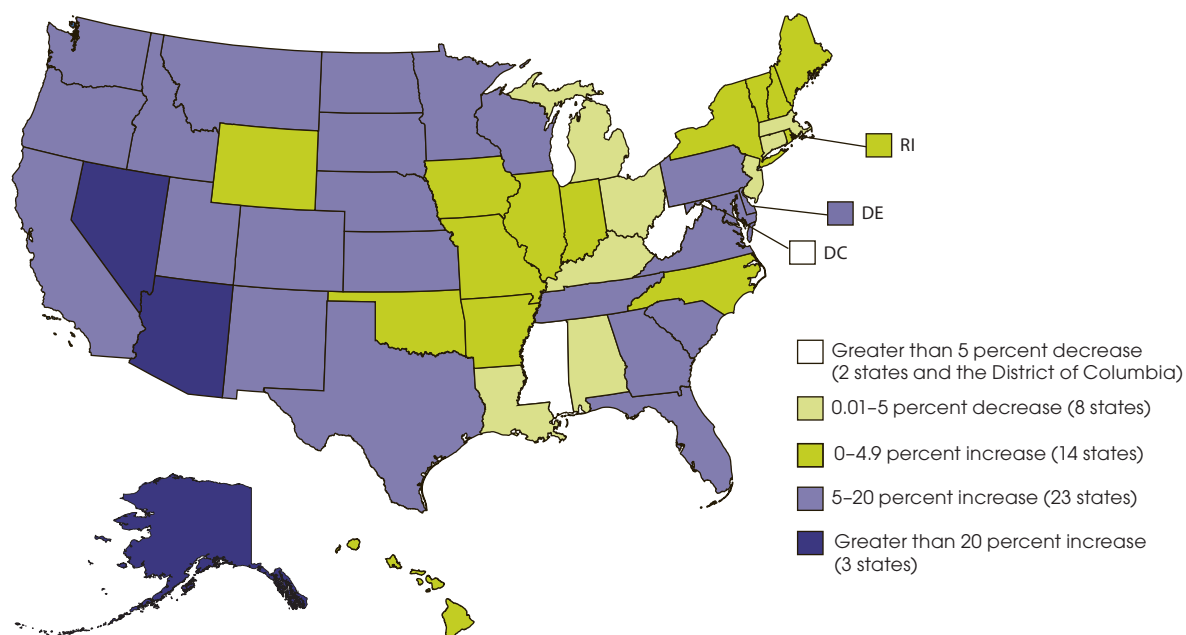 RI
DE
DC
Greater than 5 percent decrease
(2 states and the District of Columbia)
0.01–5 percent decrease (8 states)
0–4.9 percent increase (14 states)
5–20 percent increase (23 states)
Greater than 20 percent increase
(3 states)